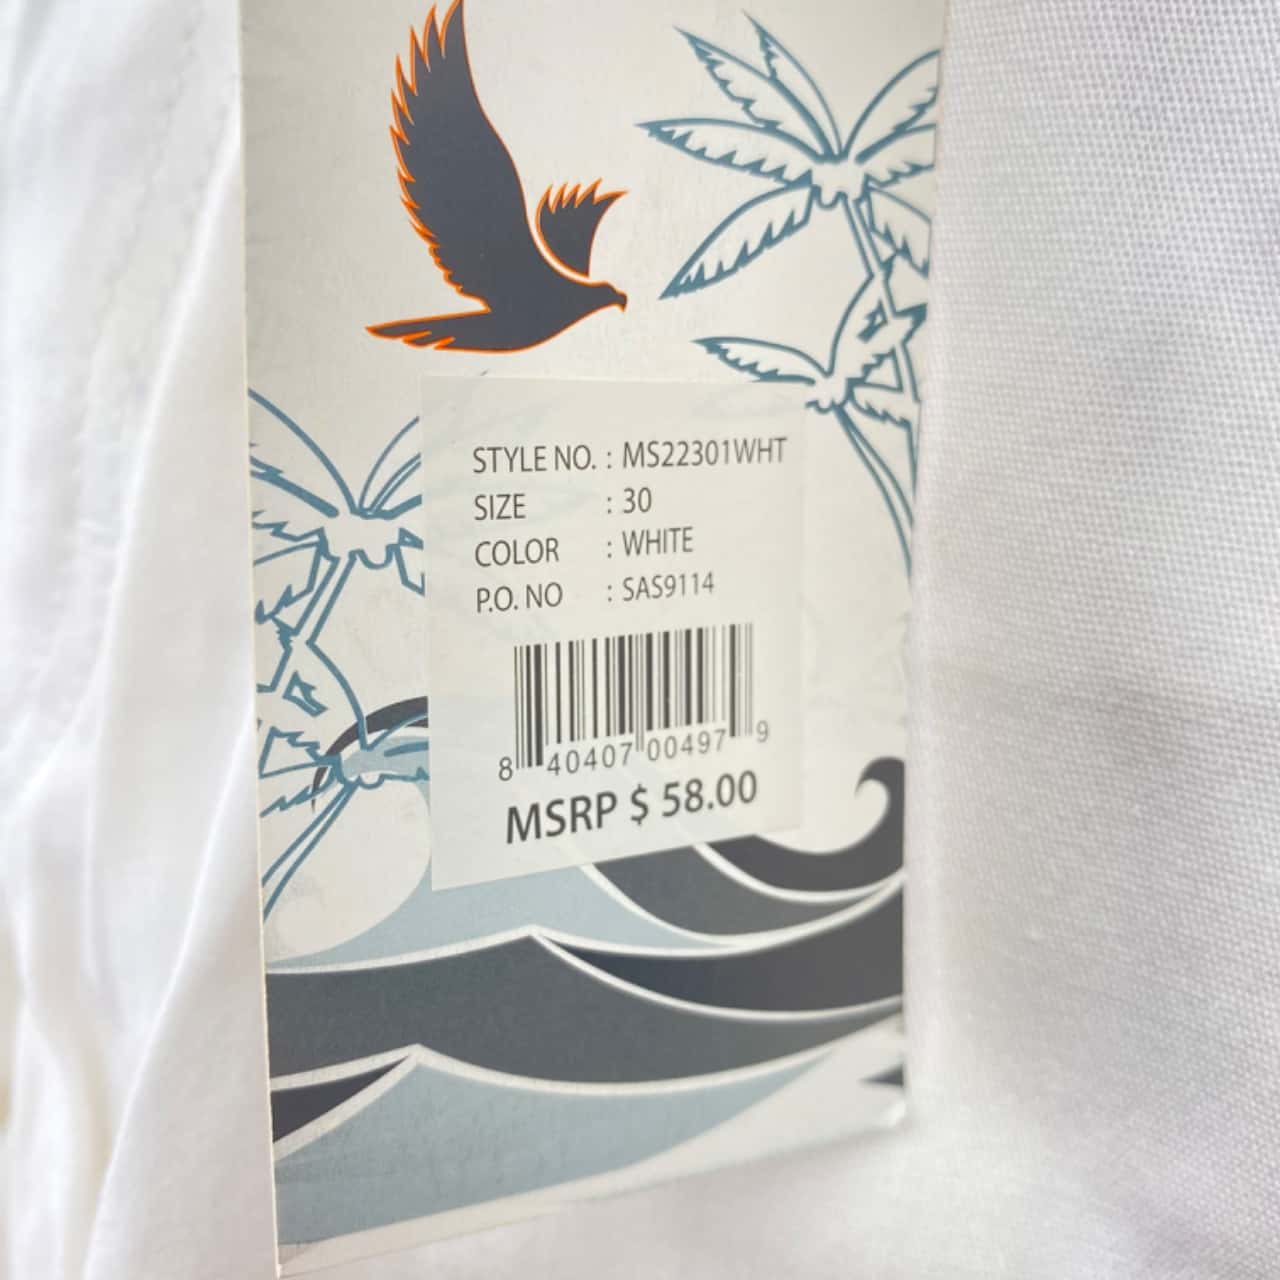 STYLE NO. : MS22301WHT
SIZE : 30
COLOR : WHITE
P.O. NO : SAS9114
8 40407 00497 9
MSRP $ 58.00